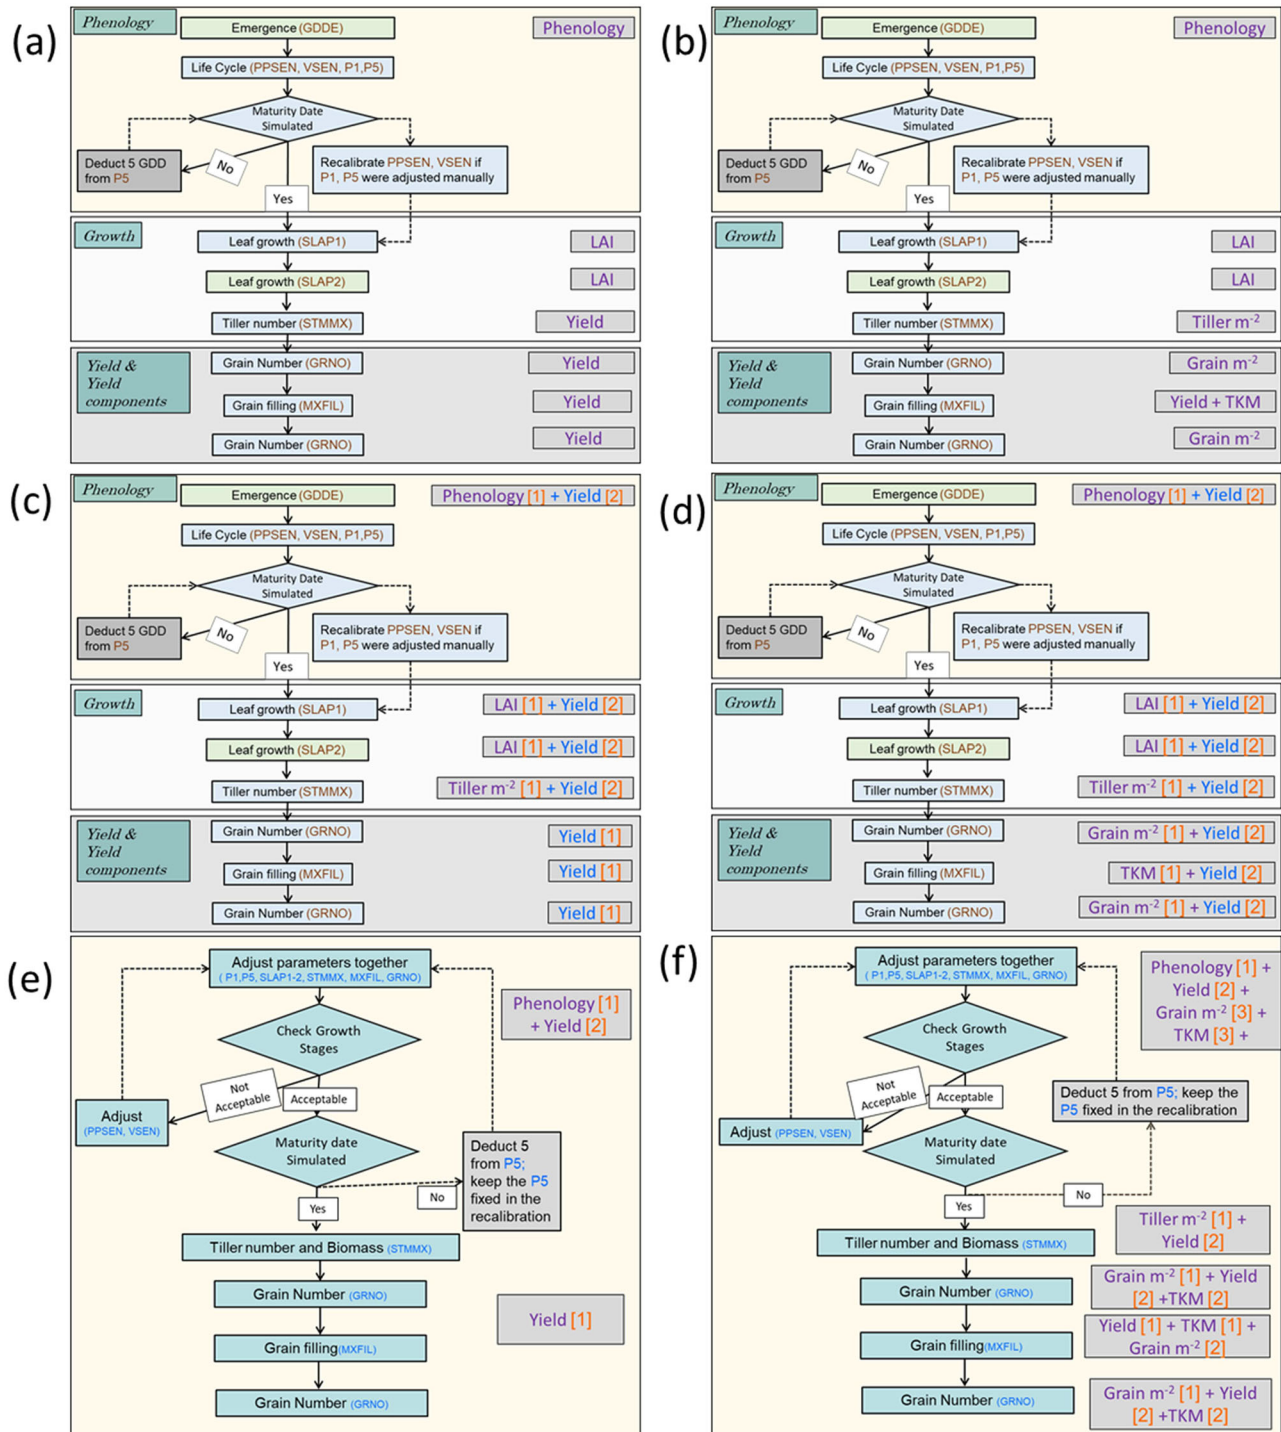 (a)
Phenology
Emergence (GDDE)
Phenology
Life Cycle (PPSEN, VSEN, P1,P5)
Maturity Date
Simulated
Deduct 5 GDD
from P5
No
Recalibrate PPSEN, VSEN if
P1, P5 were adjusted manually
Yes
Growth
Leaf growth (SLAP1)
LAI
Leaf growth (SLAP2)
LAI
Tiller number (STMMX)
Yield
Yield &
Yield
components
Grain Number (GRNO)
Yield
Grain filling (MXFIL)
Yield
Grain Number (GRNO)
Yield
(b)
Phenology
Emergence (GDDE)
Phenology
Life Cycle (PPSEN, VSEN, P1,P5)
Maturity Date
Simulated
Deduct 5 GDD
from P5
No
Recalibrate PPSEN, VSEN if
P1, P5 were adjusted manually
Yes
Growth
Leaf growth (SLAP1)
LAI
Leaf growth (SLAP2)
LAI
Tiller number (STMMX)
Tiller m⁻²
Yield &
Yield
components
Grain Number (GRNO)
Grain m⁻²
Grain filling (MXFIL)
Yield + TKM
Grain Number (GRNO)
Grain m⁻²
(c)
Phenology
Emergence (GDDE)
Phenology [1] + Yield [2]
Life Cycle (PPSEN, VSEN, P1,P5)
Maturity Date
Simulated
Deduct 5 GDD
from P5
No
Recalibrate PPSEN, VSEN if
P1, P5 were adjusted manually
Yes
Growth
Leaf growth (SLAP1)
LAI [1] + Yield [2]
Leaf growth (SLAP2)
LAI [1] + Yield [2]
Tiller number (STMMX)
Tiller m⁻² [1] + Yield [2]
Yield &
Yield
components
Grain Number (GRNO)
Yield [1]
Grain filling (MXFIL)
Yield [1]
Grain Number (GRNO)
Yield [1]
(d)
Phenology
Emergence (GDDE)
Phenology [1] + Yield [2]
Life Cycle (PPSEN, VSEN, P1,P5)
Maturity Date
Simulated
Deduct 5 GDD
from P5
No
Recalibrate PPSEN, VSEN if
P1, P5 were adjusted manually
Yes
Growth
Leaf growth (SLAP1)
LAI [1] + Yield [2]
Leaf growth (SLAP2)
LAI [1] + Yield [2]
Tiller number (STMMX)
Tiller m⁻² [1] + Yield [2]
Yield &
Yield
components
Grain Number (GRNO)
Grain m⁻² [1] + Yield [2]
Grain filling (MXFIL)
TKM [1] + Yield [2]
Grain Number (GRNO)
Grain m⁻² [1] + Yield [2]
(e)
Adjust parameters together
( P1,P5, SLAP1-2, STMMX, MXFIL, GRNO)
Phenology [1]
+ Yield [2]
Check Growth
Stages
Not
Acceptable
Acceptable
Adjust
(PPSEN, VSEN)
Maturity date
Simulated
Deduct 5
from P5;
keep the P5
fixed in the
recalibration
No
Yes
Tiller number and Biomass (STMMX)
Grain Number (GRNO)
Yield [1]
Grain filling(MXFIL)
Grain Number (GRNO)
(f)
Adjust parameters together
( P1,P5, SLAP1-2, STMMX, MXFIL, GRNO)
Phenology [1] +
Yield [2] +
Grain m⁻² [3] +
TKM [3] +
Check Growth
Stages
Not
Acceptable
Acceptable
Deduct 5 from P5; keep the
P5 fixed in the recalibration
Adjust (PPSEN, VSEN)
Maturity date
Simulated
No
Yes
Tiller m⁻² [1] +
Yield [2]
Tiller number and Biomass (STMMX)
Grain Number (GRNO)
Grain m⁻² [1] + Yield
[2] +TKM [2]
Grain filling(MXFIL)
Yield [1] + TKM [1] +
Grain m⁻² [2]
Grain Number (GRNO)
Grain m⁻² [1] + Yield
[2] +TKM [2]